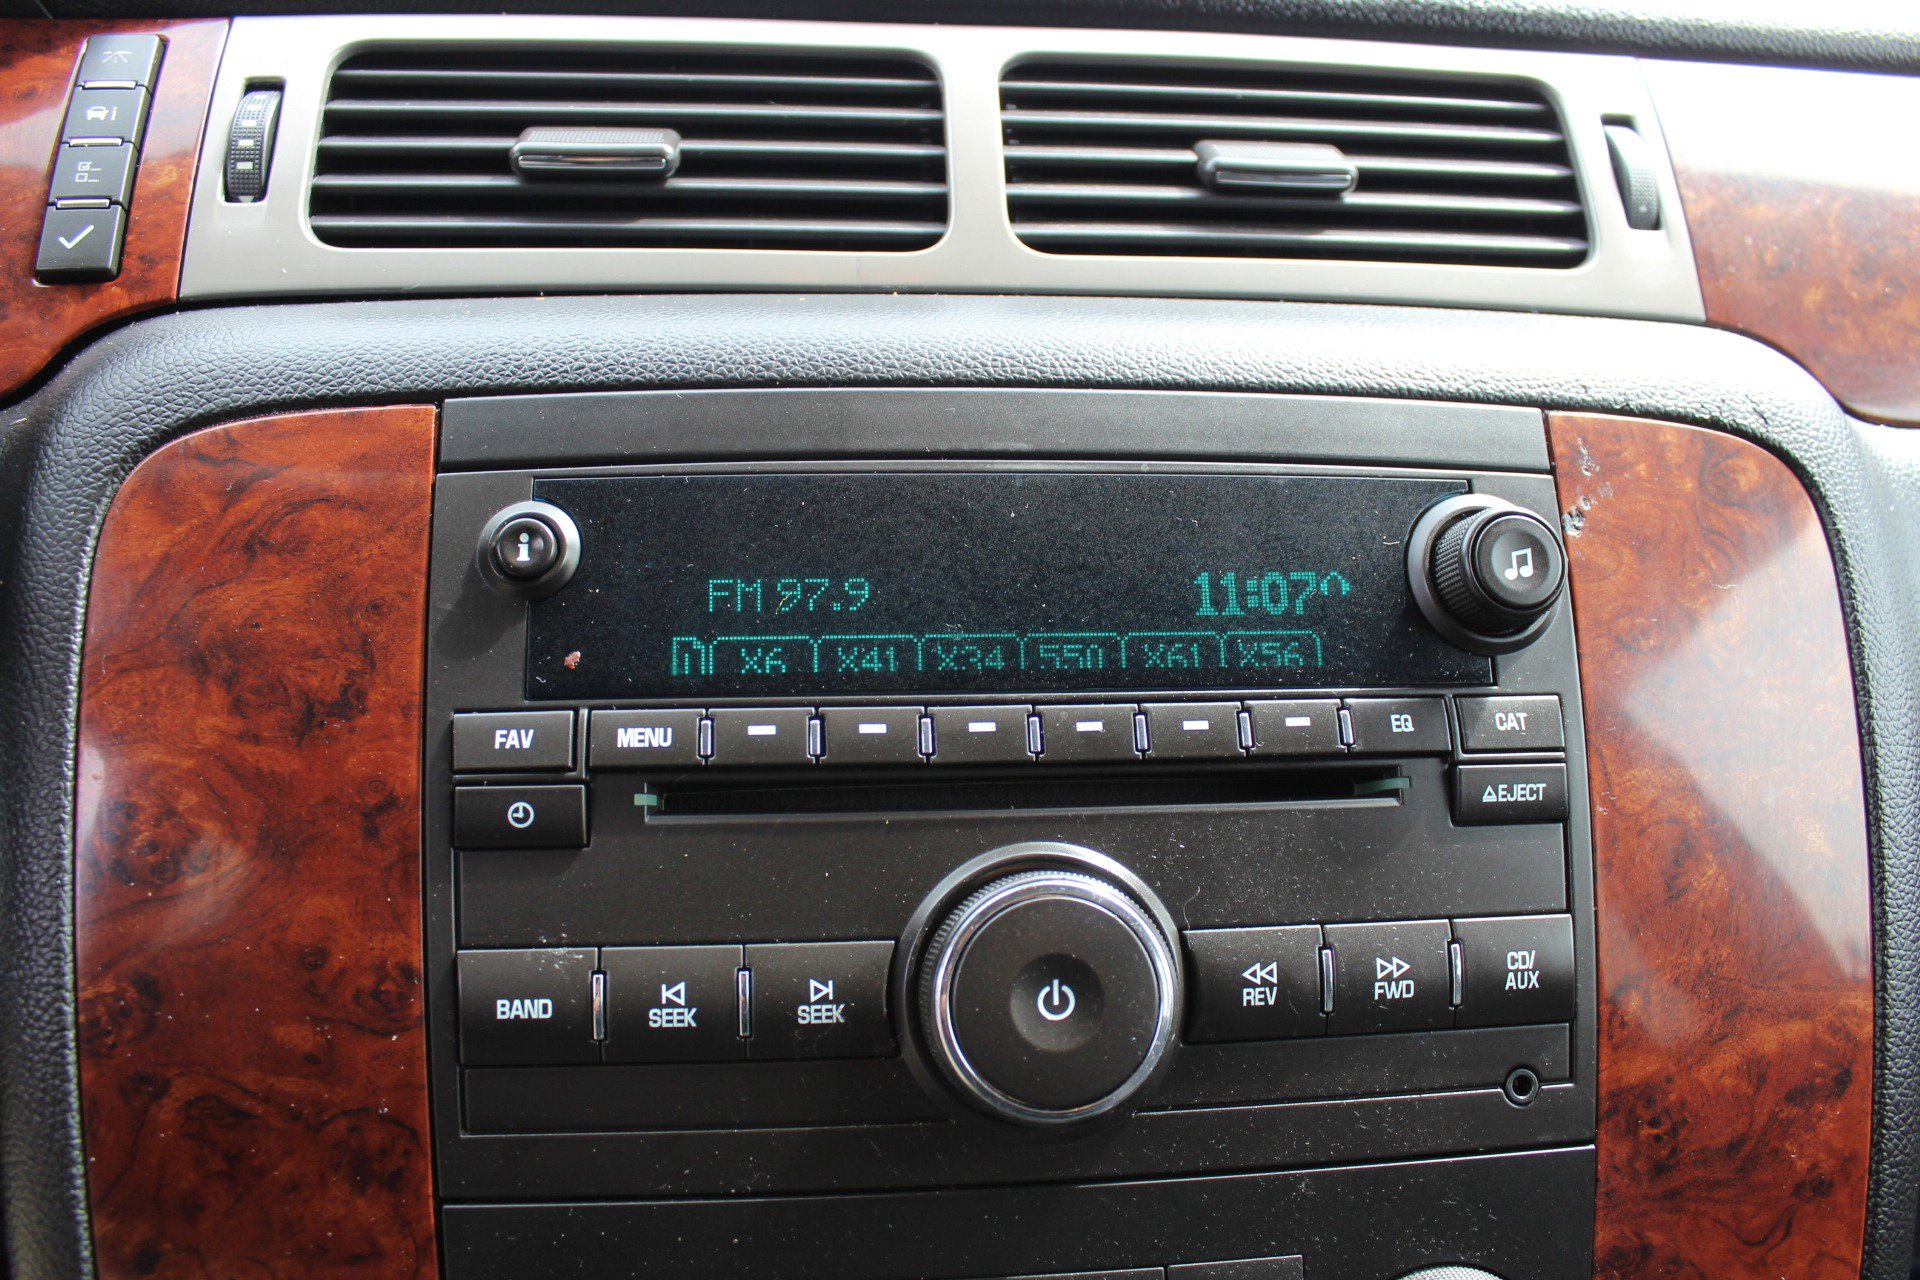 i
FM 97.9
11:07^
1 X6 X41 X34 550 X61 X56
FAV
MENU
EQ
CAT
EJECT
BAND
SEEK
SEEK
REV
FWD
CD/
AUX